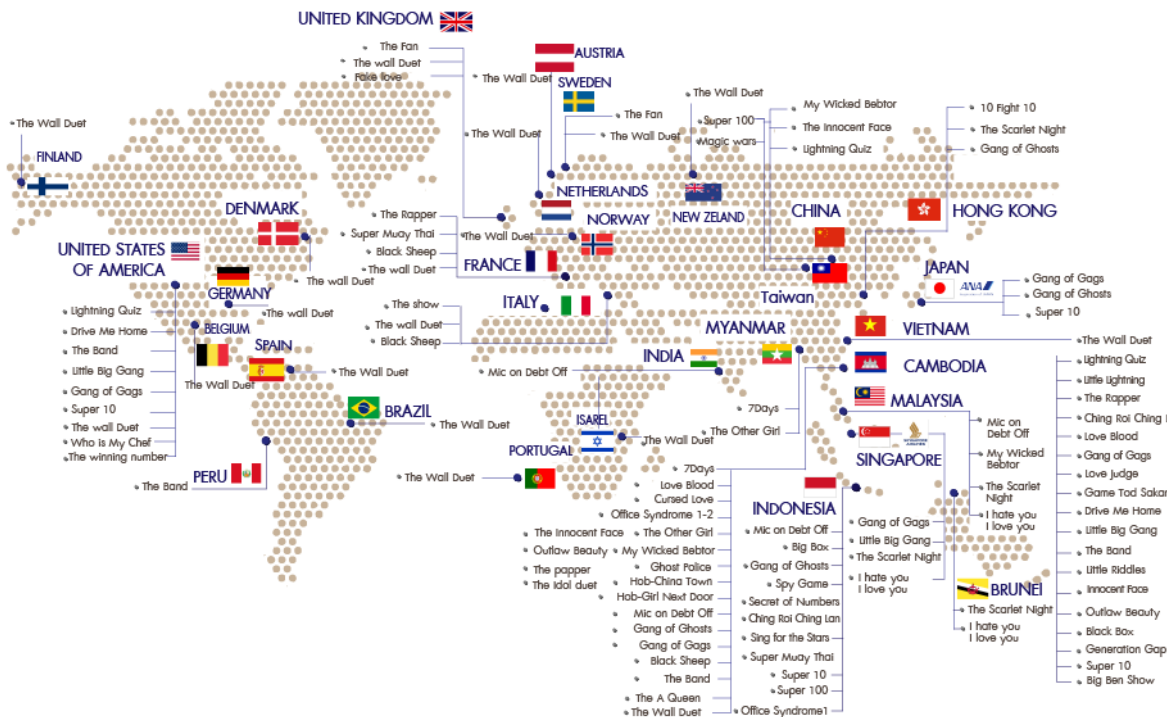 UNITED KINGDOM
The Fan
The wall Duet
Fake love
AUSTRIA
The Wall Duet
SWEDEN
The Fan
The Wall Duet
The Wall Duet
NETHERLANDS
The Wall Duet
NEW ZELAND
Super 100
Magic wars
My Wicked Bebtor
The Innocent Face
Lightning Quiz
10 Fight 10
The Scarlet Night
Gang of Ghosts
The Wall Duet
FINLAND
DENMARK
The wall Duet
The Rapper
Super Muay Thai
Black Sheep
The wall Duet
The Wall Duet
NORWAY
FRANCE
CHINA
HONG KONG
Taiwan
JAPAN
ANA
Gang of Gags
Gang of Ghosts
Super 10
UNITED STATES
OF AMERICA
Lightning Quiz
Drive Me Home
The Band
Little Big Gang
Gang of Gags
Super 10
The wall Duet
Who is My Chef
The winning number
GERMANY
The wall Duet
BELGIUM
The Wall Duet
SPAIN
The Wall Duet
The show
The wall Duet
Black Sheep
ITALY
MYANMAR
7Days
The Other Girl
INDIA
Mic on Debt Off
VIETNAM
The Wall Duet
CAMBODIA
Lightning Quiz
Little Lightning
The Rapper
Ching Roi Ching L
Love Blood
Gang of Gags
Love Judge
Game Tod Sakar
Drive Me Home
Little Big Gang
The Band
Little Riddles
Innocent Face
Outlaw Beauty
Black Box
Generation Gap
Super 10
Big Ben Show
MALAYSIA
Mic on
Debt Off
My Wicked
Bebtor
The Scarlet
Night
I hate you
I love you
SINGAPORE
SINGAPORE AIRLINES
Gang of Gags
Little Big Gang
The Scarlet Night
I hate you
I love you
BRUNEI
The Scarlet Night
I hate you
I love you
BRAZIL
The Wall Duet
PERU
The Band
ISAREL
The Wall Duet
PORTUGAL
The Wall Duet
7Days
Love Blood
Cursed Love
Office Syndrome 1-2
The Innocent Face
The Other Girl
Outlaw Beauty
My Wicked Bebtor
The papper
Ghost Police
The Idol duet
Hob-China Town
Hob-Girl Next Door
Mic on Debt Off
Gang of Ghosts
Gang of Gags
Black Sheep
The Band
The A Queen
The Wall Duet
INDONESIA
Mic on Debt Off
Big Box
Gang of Ghosts
Spy Game
Secret of Numbers
Ching Roi Ching Lan
Sing for the Stars
Super Muay Thai
Super 10
Super 100
Office Syndrome1